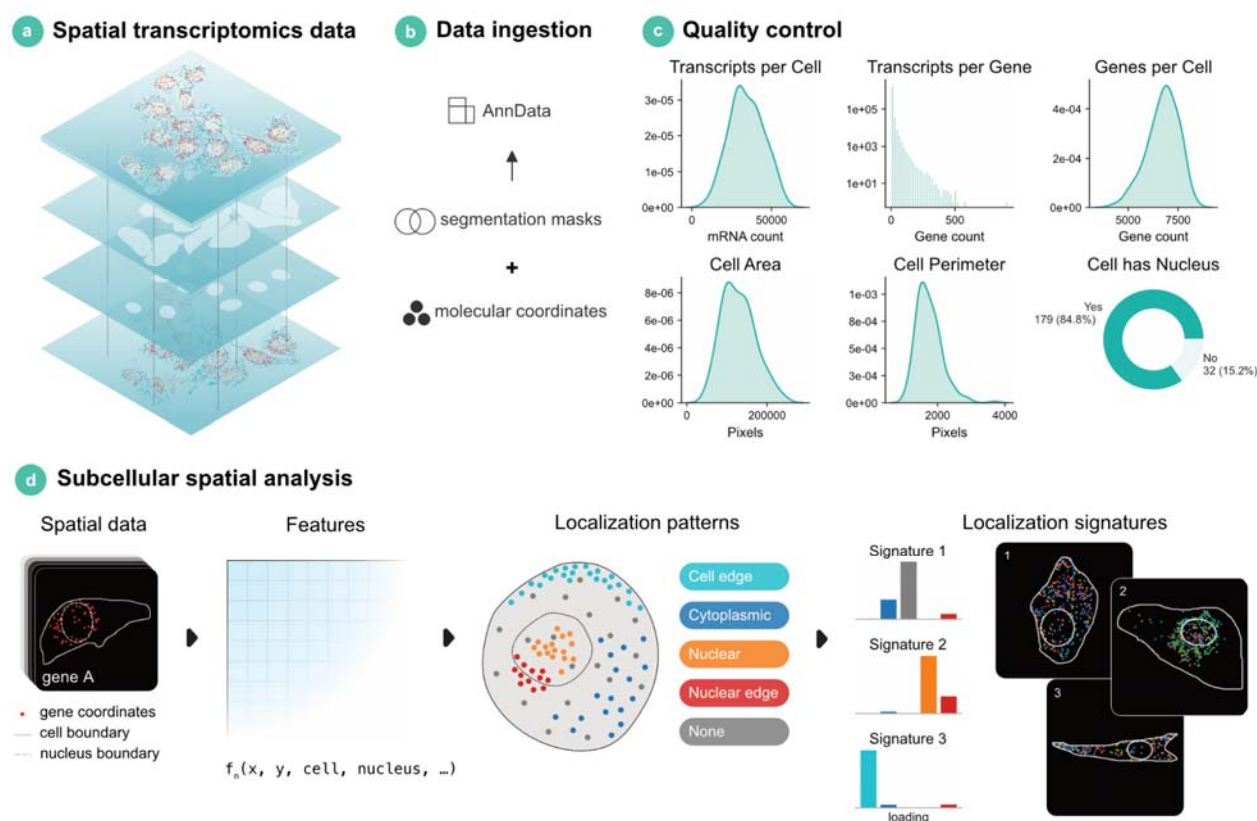 a Spatial transcriptomics data
b Data ingestion
AnnData
segmentation masks
+
molecular coordinates
c Quality control
Transcripts per Cell
3e-05
2e-05
1e-05
0e+00
0 50000
mRNA count
Transcripts per Gene
1e+05
1e+03
1e+01
0 500
Gene count
Genes per Cell
4e-04
2e-04
0e+00
5000 7500
Gene count
Cell Area
8e-06
6e-06
4e-06
2e-06
0e+00
0 200000
Pixels
Cell Perimeter
1e-03
8e-04
5e-04
3e-04
0e+00
2000 4000
Pixels
Cell has Nucleus
Yes
179 (84.8%)
No
32 (15.2%)
d Subcellular spatial analysis
Spatial data
gene A
gene coordinates
cell boundary
nucleus boundary
Features
fn(x, y, cell, nucleus, …)
Localization patterns
Cell edge
Cytoplasmic
Nuclear
Nuclear edge
None
Localization signatures
Signature 1
Signature 2
Signature 3
loading
1
2
3